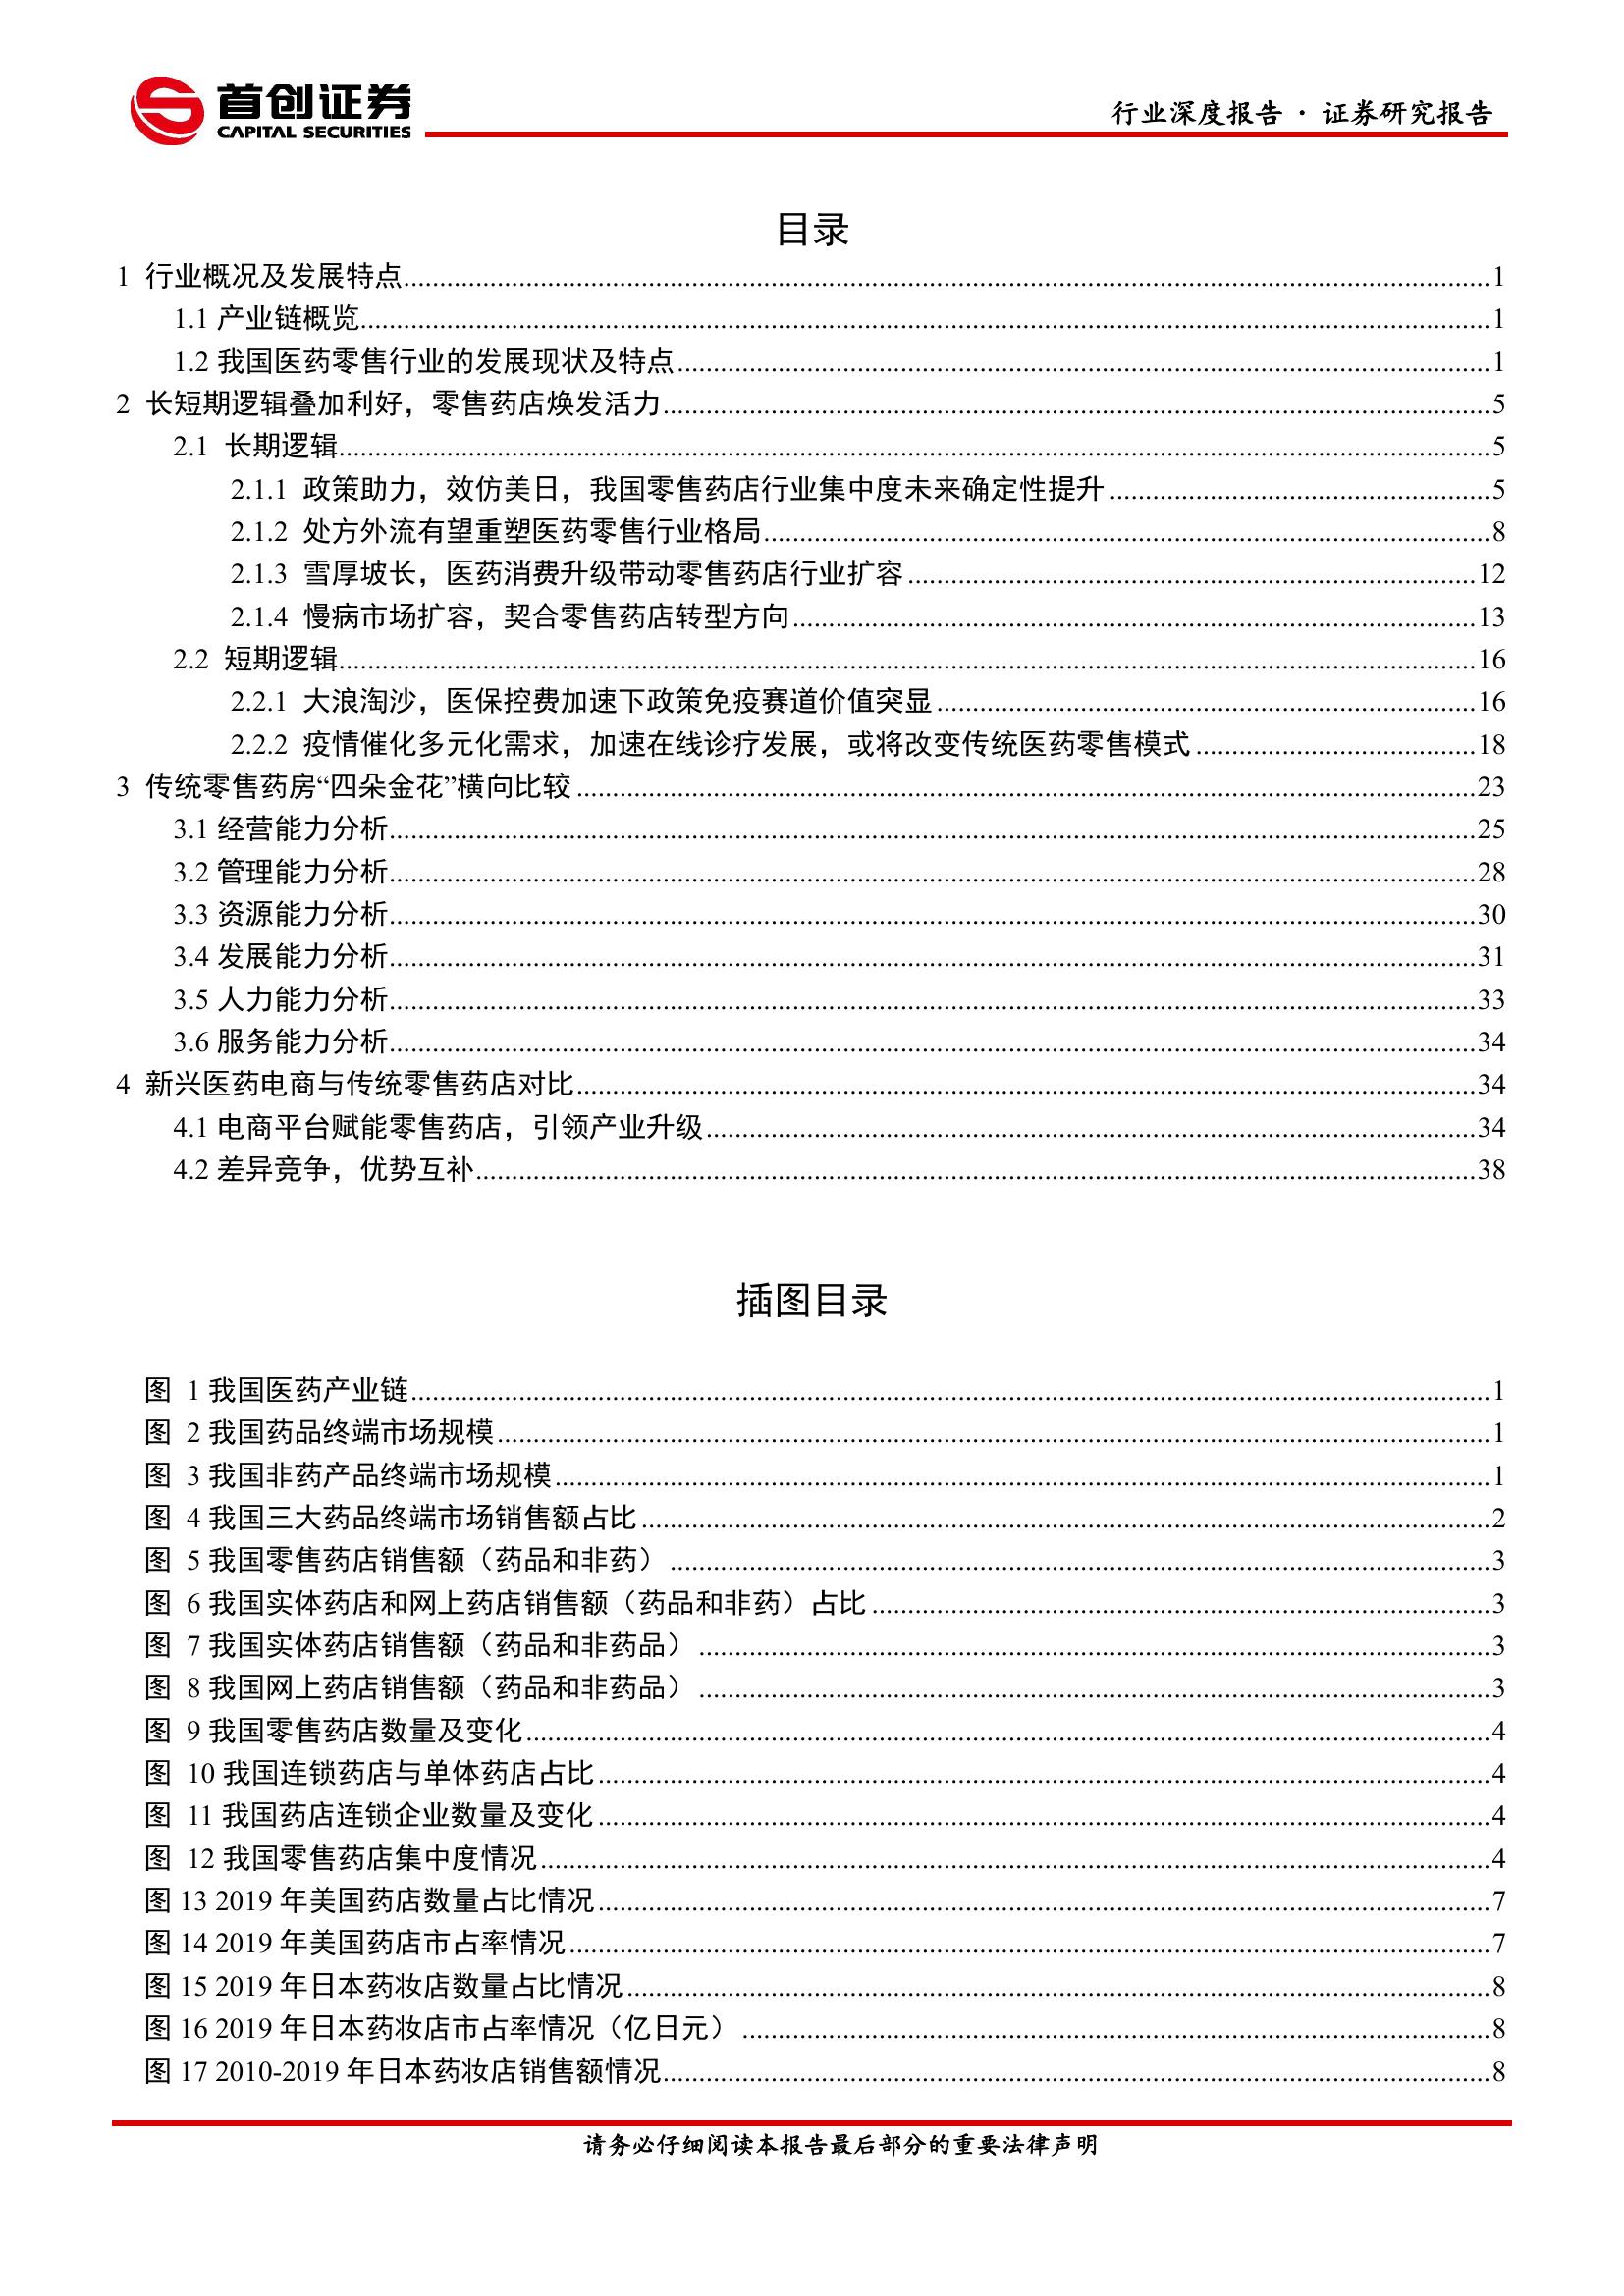 首创证券
CAPITAL SECURITIES
行业深度报告 · 证券研究报告
目录
1 行业概况及发展特点 1
1.1 产业链概览 1
1.2 我国医药零售行业的发展现状及特点 1
2 长短期逻辑叠加利好，零售药店焕发活力 5
2.1 长期逻辑 5
2.1.1 政策助力，效仿美日，我国零售药店行业集中度未来确定性提升 5
2.1.2 处方外流有望重塑医药零售行业格局 8
2.1.3 雪厚坡长，医药消费升级带动零售药店行业扩容 12
2.1.4 慢病市场扩容，契合零售药店转型方向 13
2.2 短期逻辑 16
2.2.1 大浪淘沙，医保控费加速下政策免疫赛道价值突显 16
2.2.2 疫情催化多元化需求，加速在线诊疗发展，或将改变传统医药零售模式 18
3 传统零售药房“四朵金花”横向比较 23
3.1 经营能力分析 25
3.2 管理能力分析 28
3.3 资源能力分析 30
3.4 发展能力分析 31
3.5 人力能力分析 33
3.6 服务能力分析 34
4 新兴医药电商与传统零售药店对比 34
4.1 电商平台赋能零售药店，引领产业升级 34
4.2 差异竞争，优势互补 38
插图目录
图 1 我国医药产业链 1
图 2 我国药品终端市场规模 1
图 3 我国非药产品终端市场规模 1
图 4 我国三大药品终端市场销售额占比 2
图 5 我国零售药店销售额（药品和非药） 3
图 6 我国实体药店和网上药店销售额（药品和非药）占比 3
图 7 我国实体药店销售额（药品和非药品） 3
图 8 我国网上药店销售额（药品和非药品） 3
图 9 我国零售药店数量及变化 4
图 10 我国连锁药店与单体药店占比 4
图 11 我国药店连锁企业数量及变化 4
图 12 我国零售药店集中度情况 4
图 13 2019 年美国药店数量占比情况 7
图 14 2019 年美国药店市占率情况 7
图 15 2019 年日本药妆店数量占比情况 8
图 16 2019 年日本药妆店市占率情况（亿日元） 8
图 17 2010-2019 年日本药妆店销售额情况 8
请务必仔细阅读本报告最后部分的重要法律声明